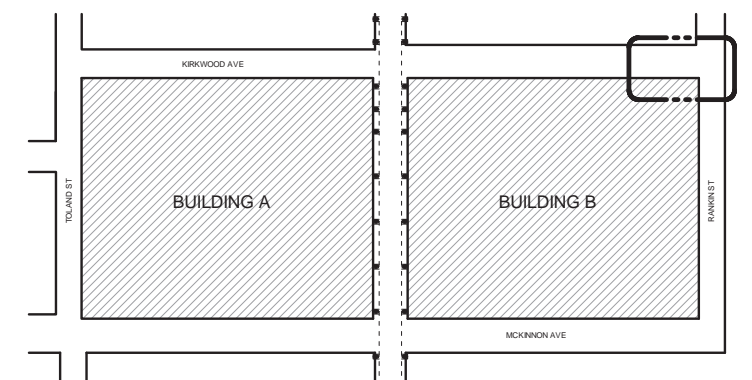 KIRKWOOD AVE
TOLAND ST
BUILDING A
BUILDING B
RANKIN ST
MCKINNON AVE